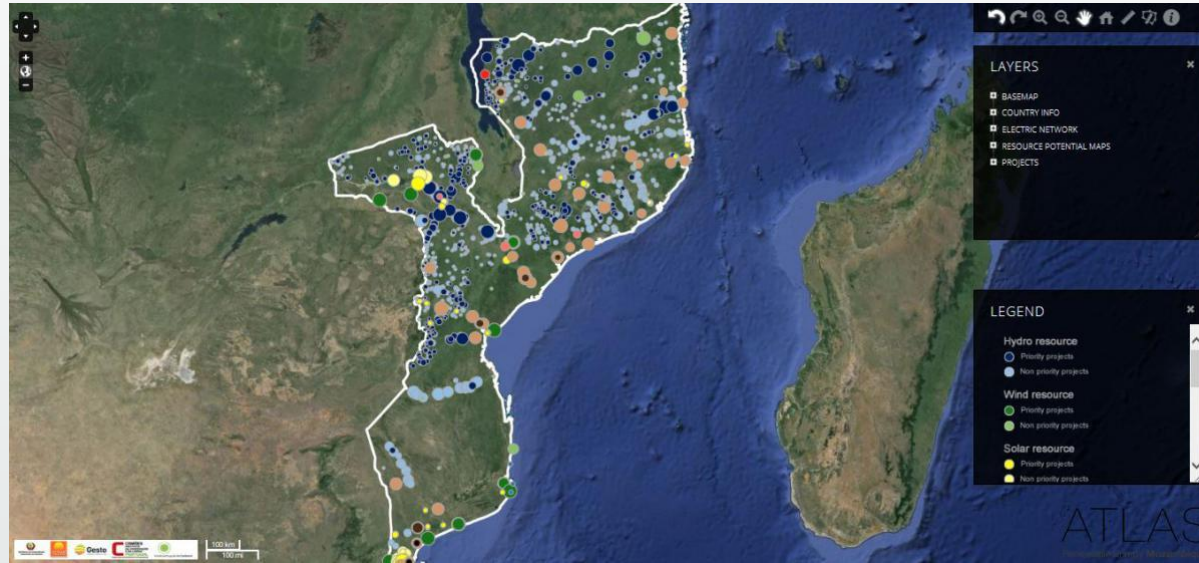 LAYERS
BASEMAP
COUNTRY INFO
ELECTRIC NETWORK
RESOURCE POTENTIAL MAPS
PROJECTS
LEGEND
Hydro resource
Priority projects
Non priority projects
Wind resource
Priority projects
Non priority projects
Solar resource
Priority projects
Non priority projects
100 km
100 mi
Gesto
ATLAS